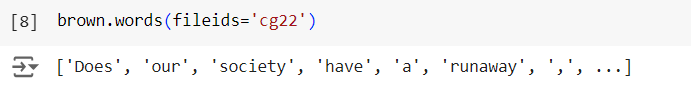 [8] brown.words(fileids='cg22')
['Does', 'our', 'society', 'have', 'a', 'runaway', ',', ...]